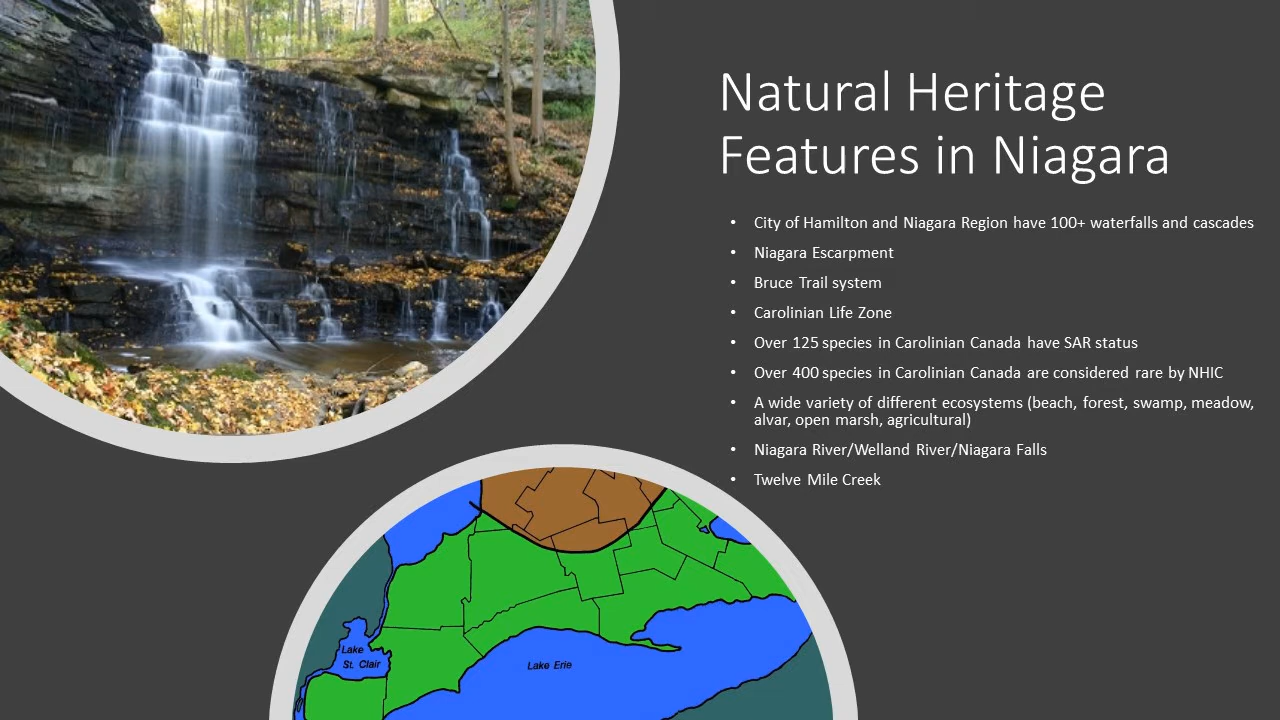 Natural Heritage
Features in Niagara
• City of Hamilton and Niagara Region have 100+ waterfalls and cascades
• Niagara Escarpment
• Bruce Trail system
• Carolinian Life Zone
• Over 125 species in Carolinian Canada have SAR status
• Over 400 species in Carolinian Canada are considered rare by NHIC
• A wide variety of different ecosystems (beach, forest, swamp, meadow,
alvar, open marsh, agricultural)
• Niagara River/Welland River/Niagara Falls
• Twelve Mile Creek
Lake
St. Clair
Lake Erie